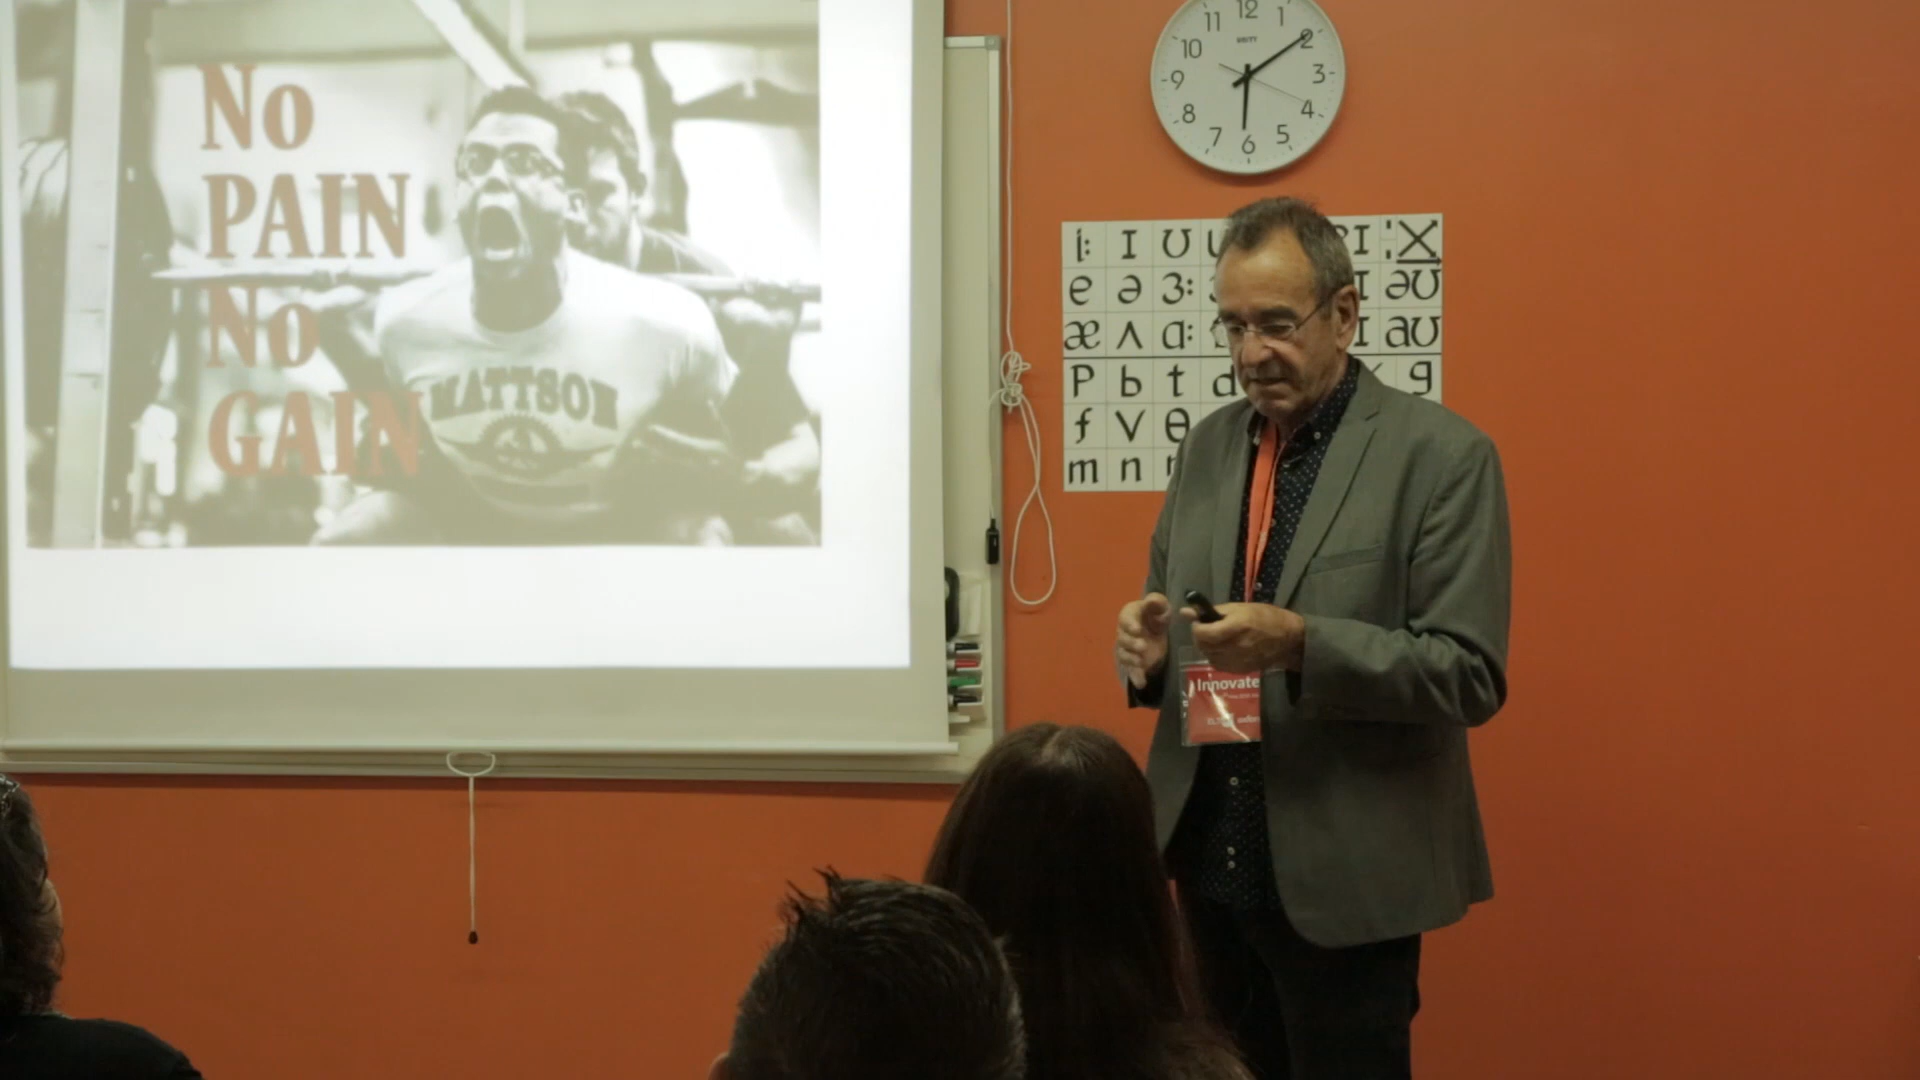 No
PAIN
No
GAIN
MATTSON
11 12 1
10 2
9 3
8 4
7 6 5
ɪ ʊ
e ə ɜː əʊ
æ ʌ ɑː aʊ
p b t d g
f v θ
m n
Innovate